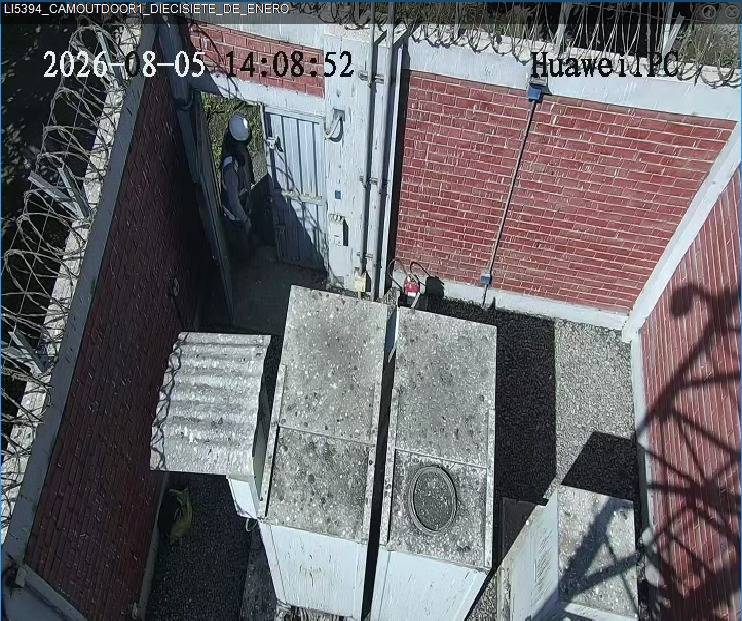 LI5394_CAMOUTDOOR1_DIECISIETE_DE_ENERO
2026-08-05 14:08:52
HuaweiIPC